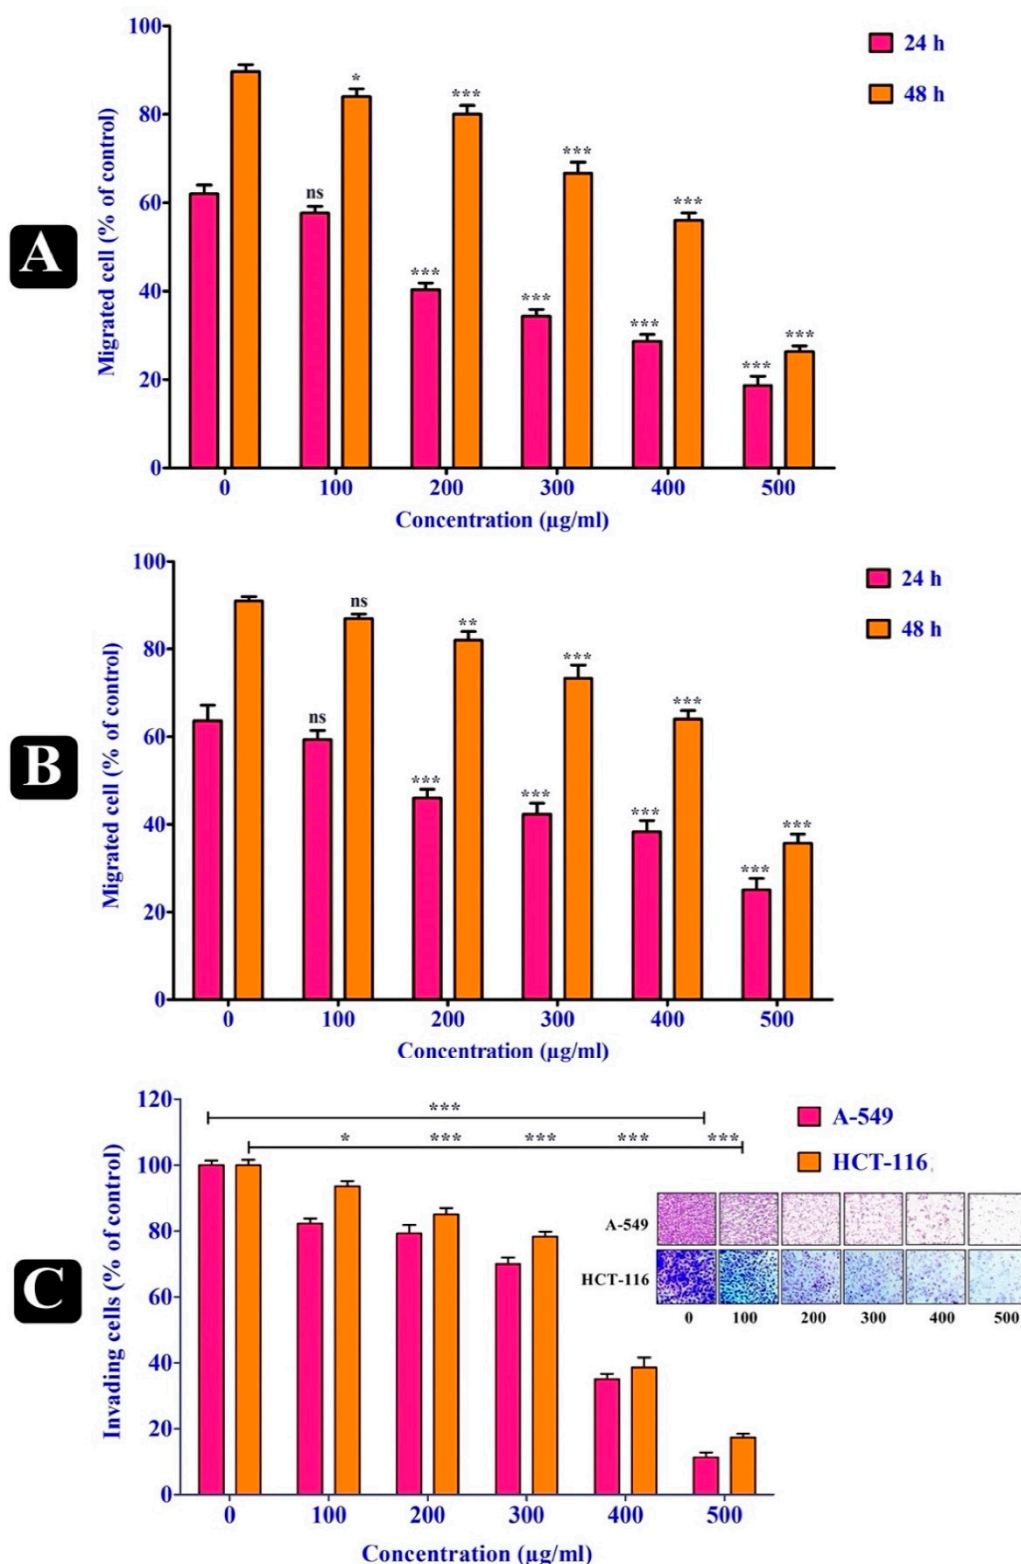 100
24 h
*
***
48 h
80
***
ns
60
***
***
***
40
***
***
***
20
0
0 100 200 300 400 500
Migrated cell (% of control)
Concentration (µg/ml)
A
100
24 h
ns
**
48 h
80
***
***
ns
60
***
***
***
40
***
***
20
0
0 100 200 300 400 500
Migrated cell (% of control)
Concentration (µg/ml)
B
120
***
A-549
* *** *** *** ***
HCT-116
100
80
60
40
20
0
0 100 200 300 400 500
Invading cells (% of control)
Concentration (µg/ml)
A-549
HCT-116
0 100 200 300 400 500
C